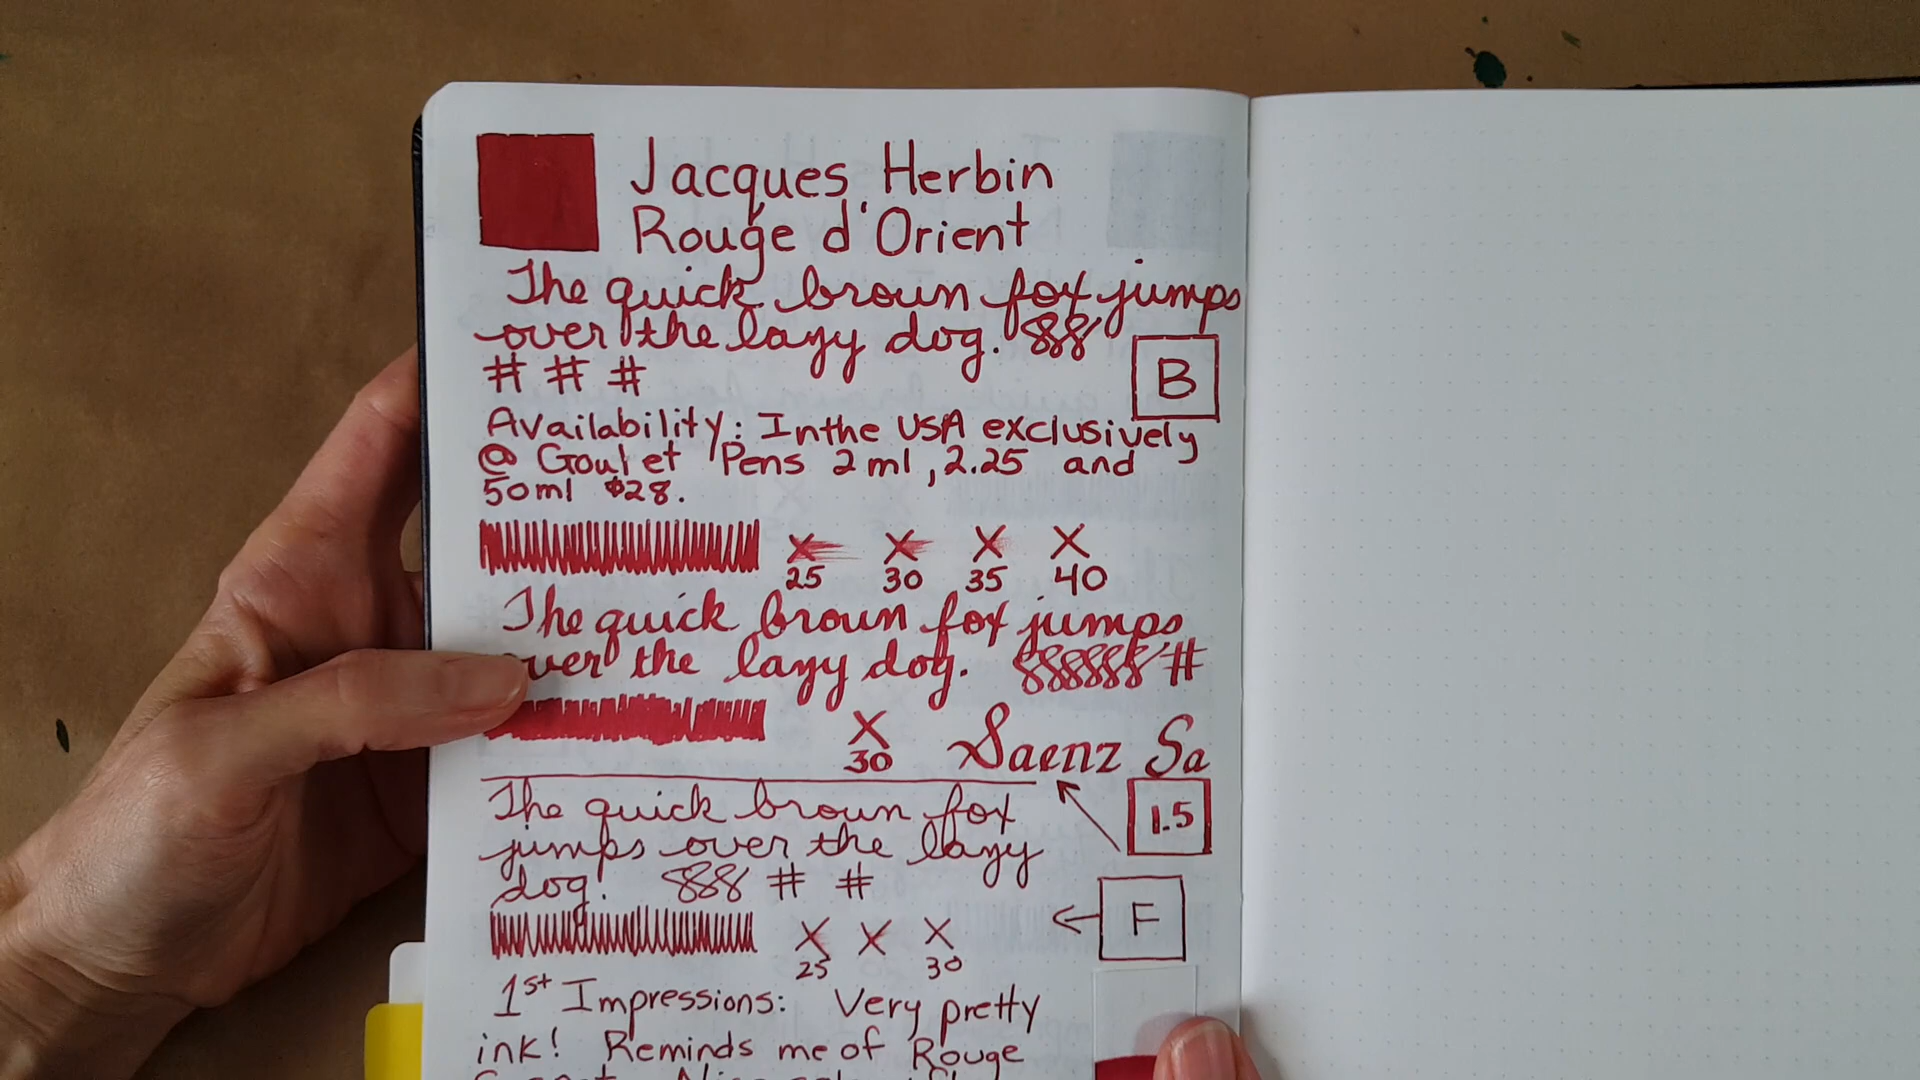 Jacques Herbin
Rouge d'Orient
The quick brown fox jumps
over the lazy dog. 888
# # #
B
Availability: In the USA exclusively
@ Goulet Pens 2ml, 2.25 and
50ml $28.
X X X X
25 30 35 40
The quick brown fox jumps
over the lazy dog. 888888 #
X
30
Saenz Sa
1.5
The quick brown fox
jumps over the lazy
dog. 888 # #
F
X X X
25 30
1st Impressions: Very pretty
ink! Reminds me of Rouge